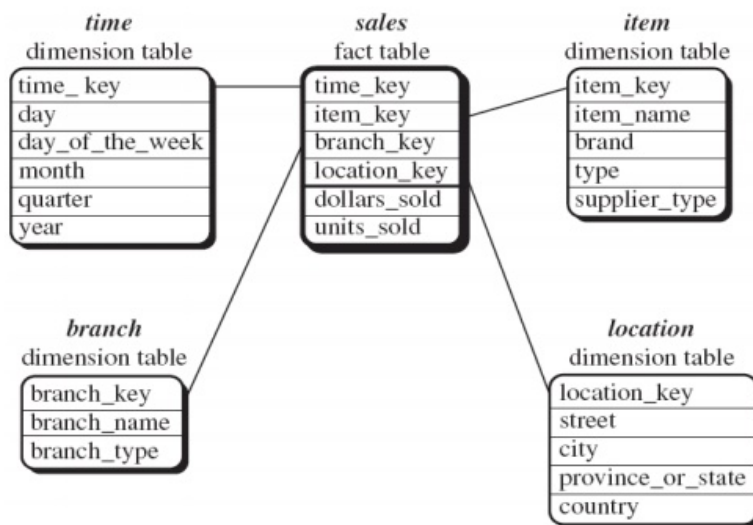 time
dimension table
time_ key
day
day_of_the_week
month
quarter
year
sales
fact table
time_key
item_key
branch_key
location_key
dollars_sold
units_sold
item
dimension table
item_key
item_name
brand
type
supplier_type
branch
dimension table
branch_key
branch_name
branch_type
location
dimension table
location_key
street
city
province_or_state
country